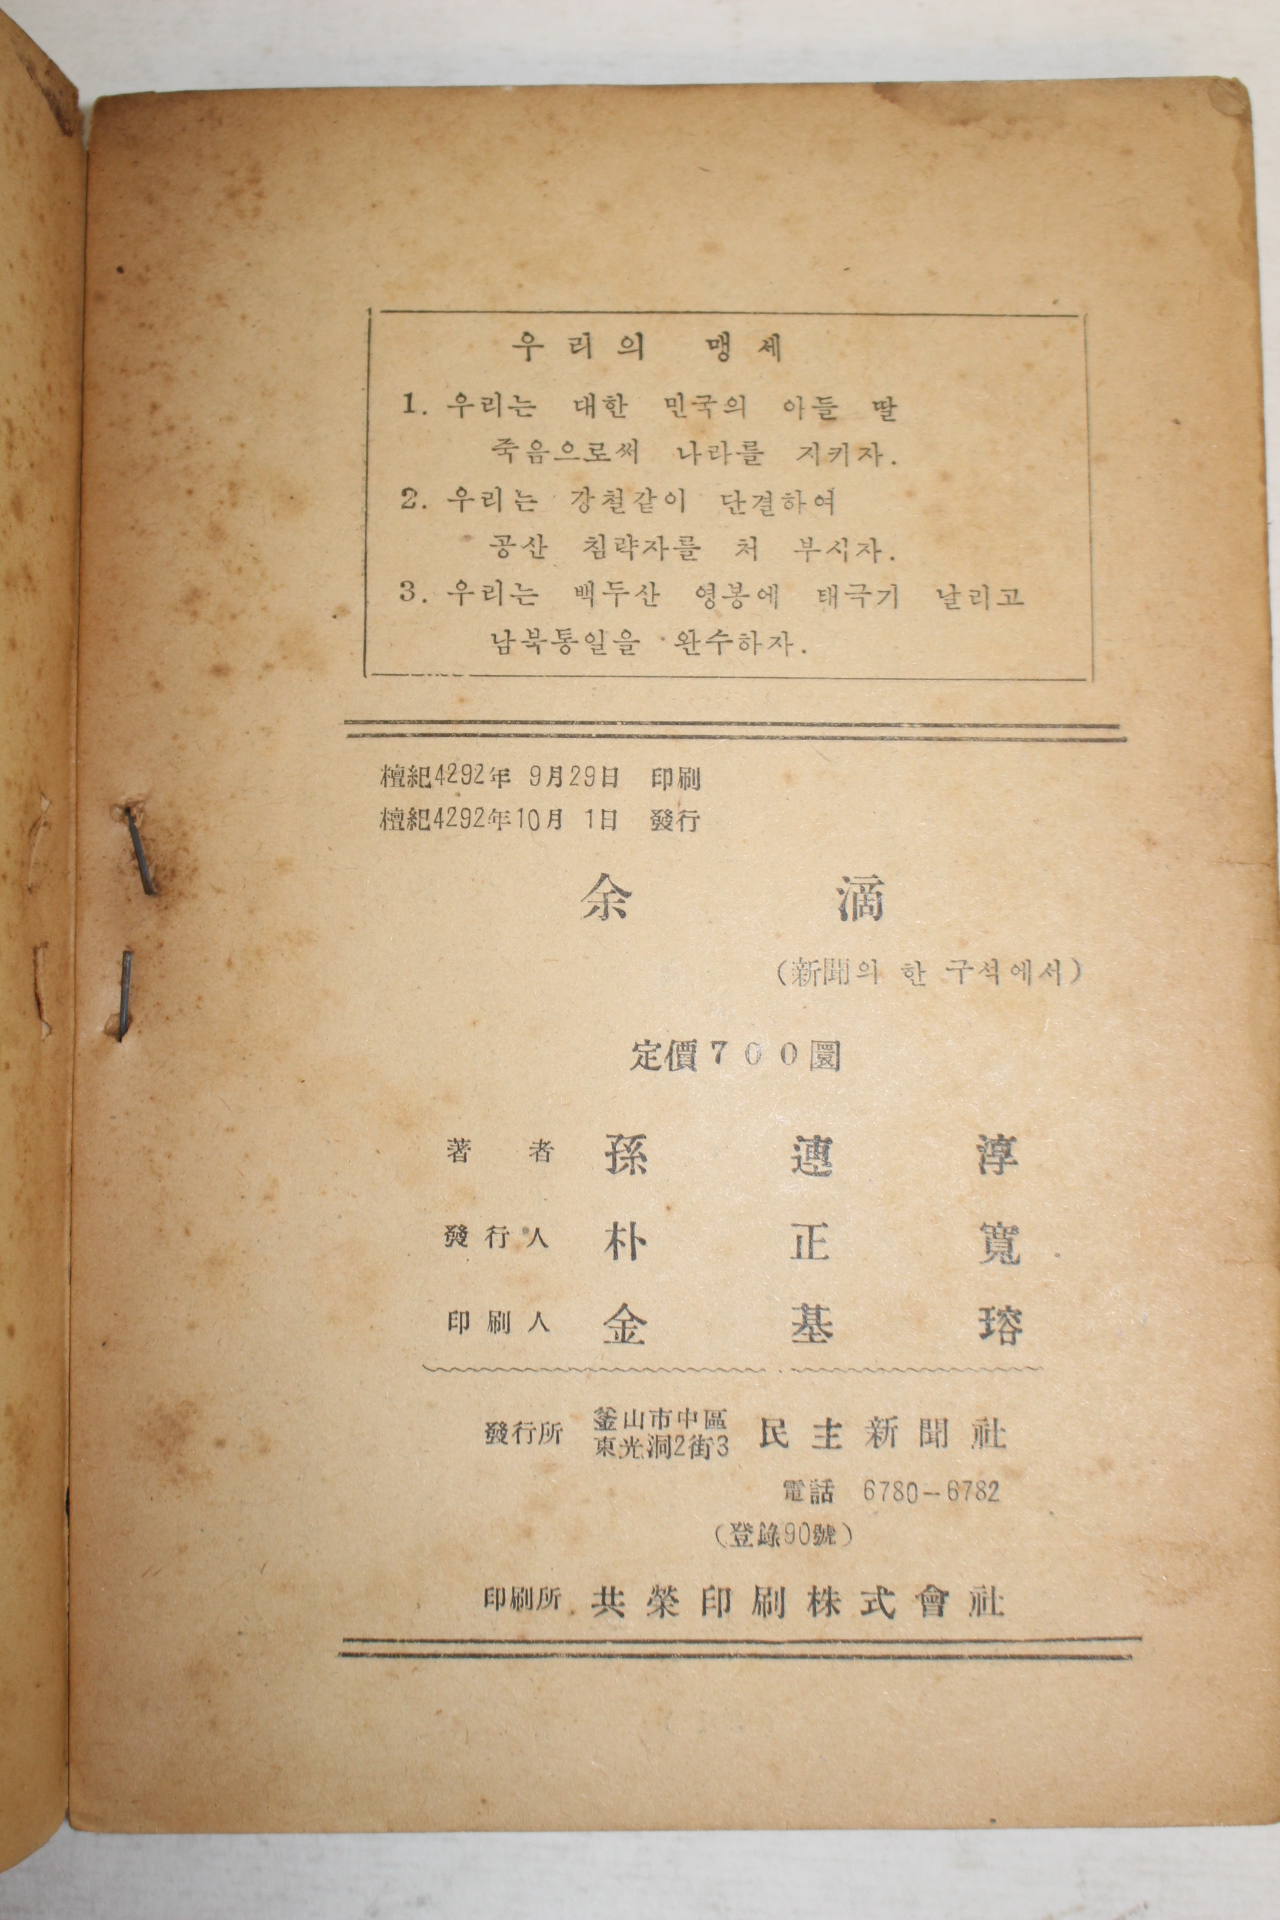 우리의 맹세
1. 우리는 대한 민국의 아들 딸
죽음으로써 나라를 지키자.
2. 우리는 강철같이 단결하여
공산 침략자를 처 부시자.
3. 우리는 백두산 영봉에 태극기 날리고
남북통일을 완수하자.
檀紀4292年 9月29日 印刷
檀紀4292年10月 1日 發行
余滴
(新聞의 한 구석에서)
定價700圜
著者 孫連淳
發行人 朴正寬
印刷人 金基瑢
發行所 釜山市中區 東光洞2街3 民主新聞社
電話 6780-6782
(登錄90號)
印刷所 共榮印刷株式會社